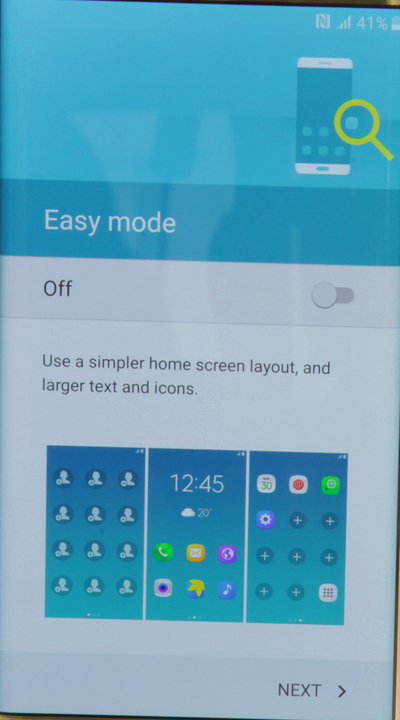 41%
Easy mode
Off
Use a simpler home screen layout, and
larger text and icons.
12:45
20°
30
NEXT